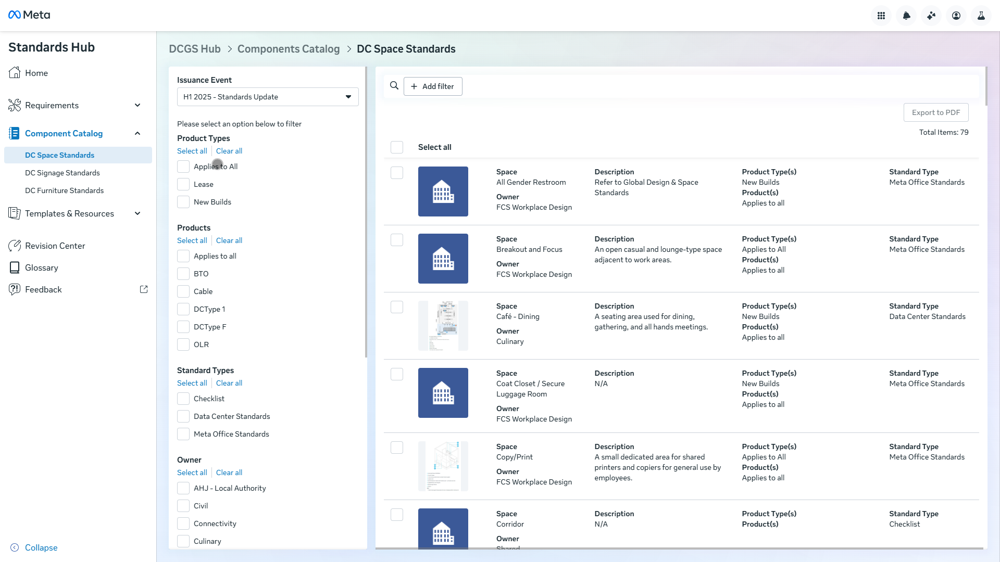 Meta
Standards Hub
Home
Requirements
Component Catalog
DC Space Standards
DC Signage Standards
DC Furniture Standards
Templates & Resources
Revision Center
Glossary
Feedback
Collapse
DCGS Hub > Components Catalog > DC Space Standards
Issuance Event
H1 2025 - Standards Update
Please select an option below to filter
Product Types
Select all | Clear all
Applies to All
Lease
New Builds
Products
Select all | Clear all
Applies to all
BTO
Cable
DCType 1
DCType F
OLR
Standard Types
Select all | Clear all
Checklist
Data Center Standards
Meta Office Standards
Owner
Select all | Clear all
AHJ - Local Authority
Civil
Connectivity
Culinary
+ Add filter
Export to PDF
Total Items: 79
Select all
Space
All Gender Restroom
Owner
FCS Workplace Design
Description
Refer to Global Design & Space
Standards
Product Type(s)
New Builds
Product(s)
Applies to all
Standard Type
Meta Office Standards
Space
Breakout and Focus
Owner
FCS Workplace Design
Description
An open casual and lounge-type space
adjacent to work areas.
Product Type(s)
Applies to All
Product(s)
Applies to all
Standard Type
Meta Office Standards
Space
Café - Dining
Owner
Culinary
Description
A seating area used for dining,
gathering, and all hands meetings.
Product Type(s)
New Builds
Product(s)
Applies to all
Standard Type
Data Center Standards
Space
Coat Closet / Secure
Luggage Room
Owner
FCS Workplace Design
Description
N/A
Product Type(s)
New Builds
Product(s)
Applies to all
Standard Type
Meta Office Standards
Space
Copy/Print
Owner
FCS Workplace Design
Description
A small dedicated area for shared
printers and copiers for general use by
employees.
Product Type(s)
Applies to All
Product(s)
Applies to all
Standard Type
Meta Office Standards
Space
Corridor
Owner
Shared
Description
N/A
Product Type(s)
Product(s)
Standard Type
Checklist